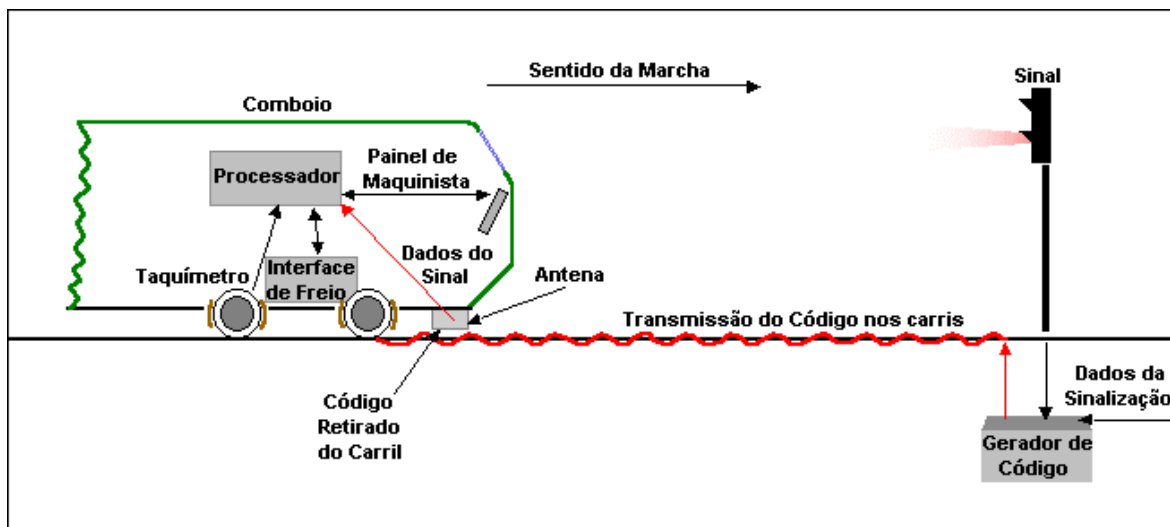 Sentido da Marcha
Sinal
Comboio
Painel de
Maquinista
Processador
Dados do
Sinal
Taquímetro
Interface
de Freio
Antena
Transmissão do Código nos carris
Código
Retirado
do Carril
Dados da
Sinalização
Gerador de
Código